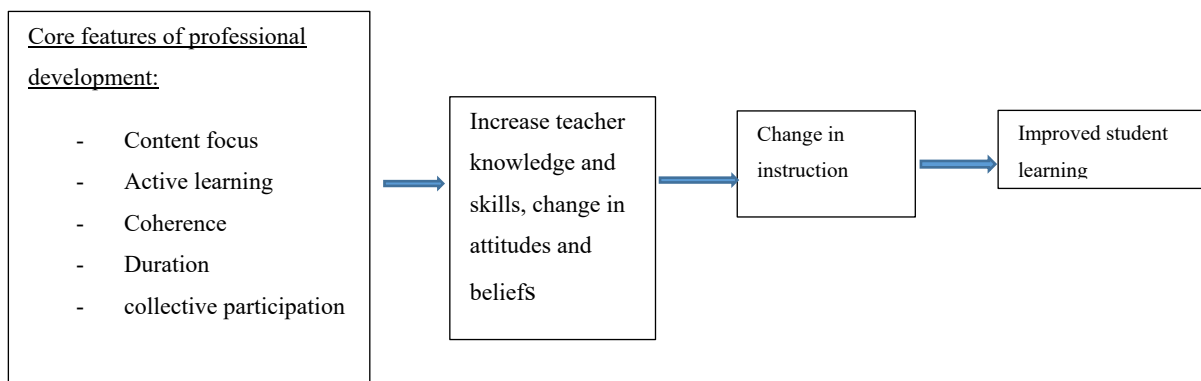 Core features of professional
development:
- Content focus
- Active learning
- Coherence
- Duration
- collective participation
Increase teacher
knowledge and
skills, change in
attitudes and
beliefs
Change in
instruction
Improved student
learning